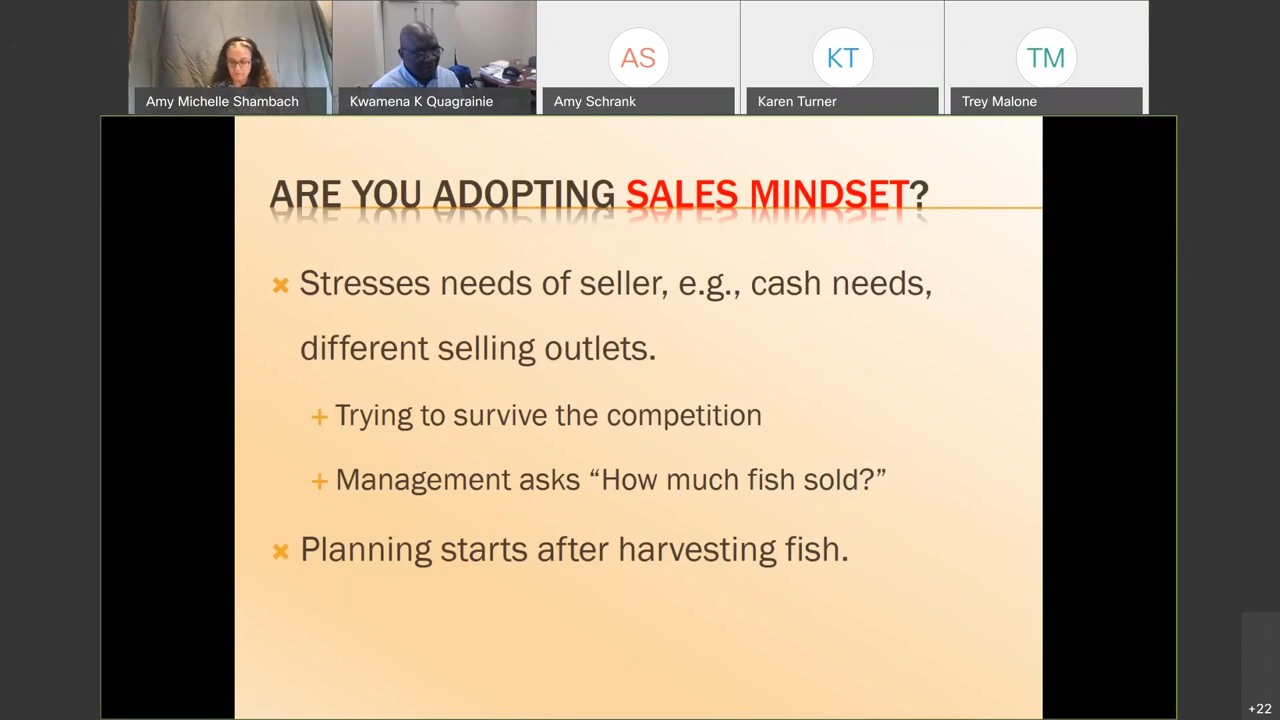 AS
KT
TM
Amy Michelle Shambach
Kwamena K Quagrainie
Amy Schrank
Karen Turner
Trey Malone
ARE YOU ADOPTING SALES MINDSET?
Stresses needs of seller, e.g., cash needs,
different selling outlets.
Trying to survive the competition
Management asks “How much fish sold?”
Planning starts after harvesting fish.
+22